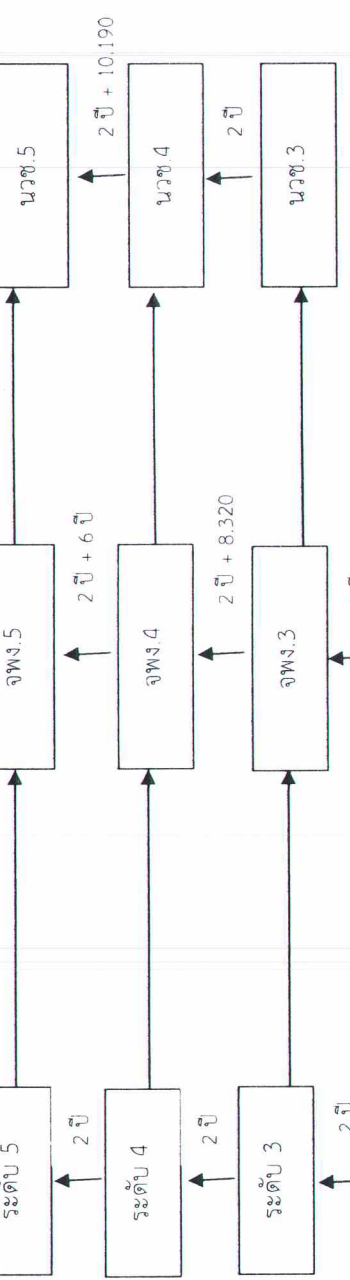 ระดับ 5 จพง.5 นวช.5
2 ปี 2 ปี + 6 ปี 2 ปี + 10.190
ระดับ 4 จพง.4 นวช.4
2 ปี 2 ปี + 8.320 2 ปี
ระดับ 3 จพง.3 นวช.3
2 ปี